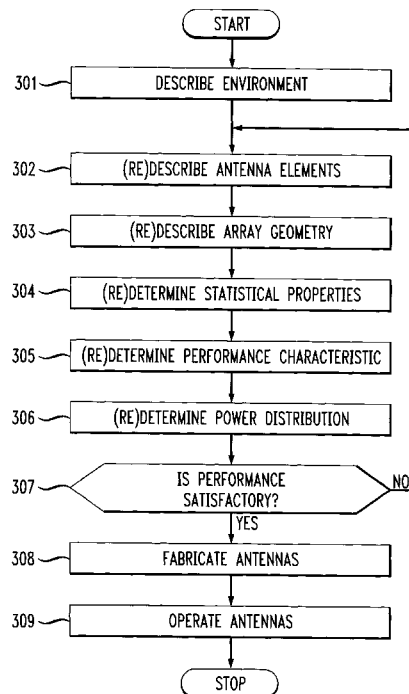 START
301 DESCRIBE ENVIRONMENT
302 (RE)DESCRIBE ANTENNA ELEMENTS
303 (RE)DESCRIBE ARRAY GEOMETRY
304 (RE)DETERMINE STATISTICAL PROPERTIES
305 (RE)DETERMINE PERFORMANCE CHARACTERISTIC
306 (RE)DETERMINE POWER DISTRIBUTION
307 IS PERFORMANCE
SATISFACTORY?
NO
YES
308 FABRICATE ANTENNAS
309 OPERATE ANTENNAS
STOP